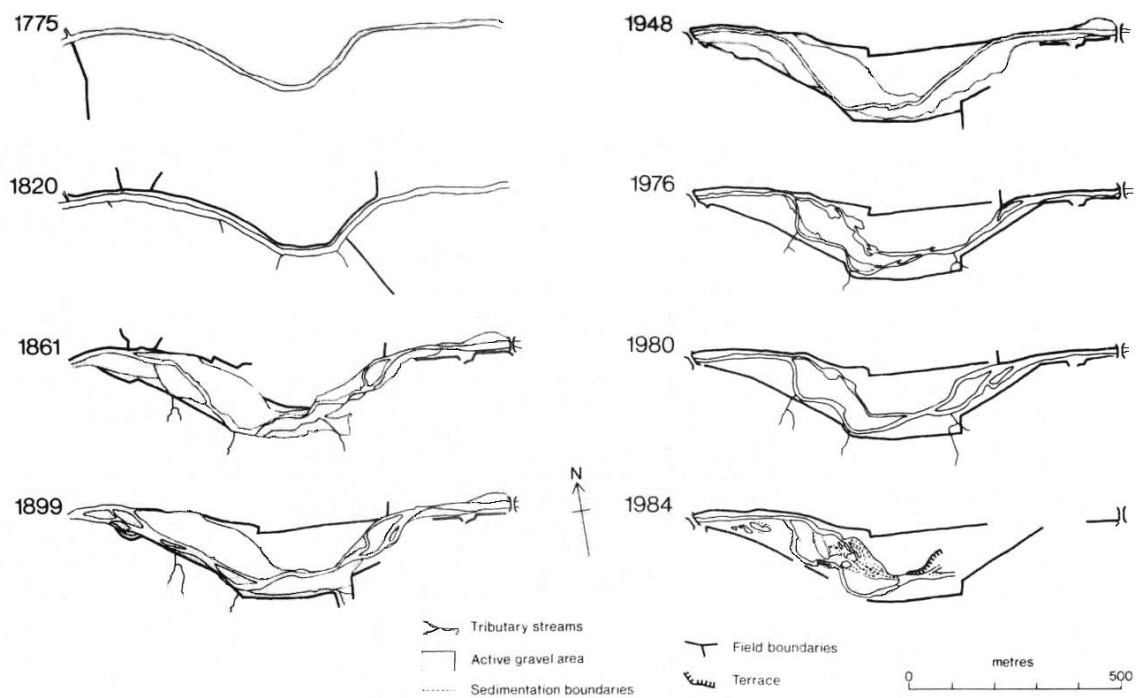 1775
1820
1861
1899
1948
1976
1980
1984
N
Tributary streams
Active gravel area
Sedimentation boundaries
Field boundaries
Terrace
metres
0 500